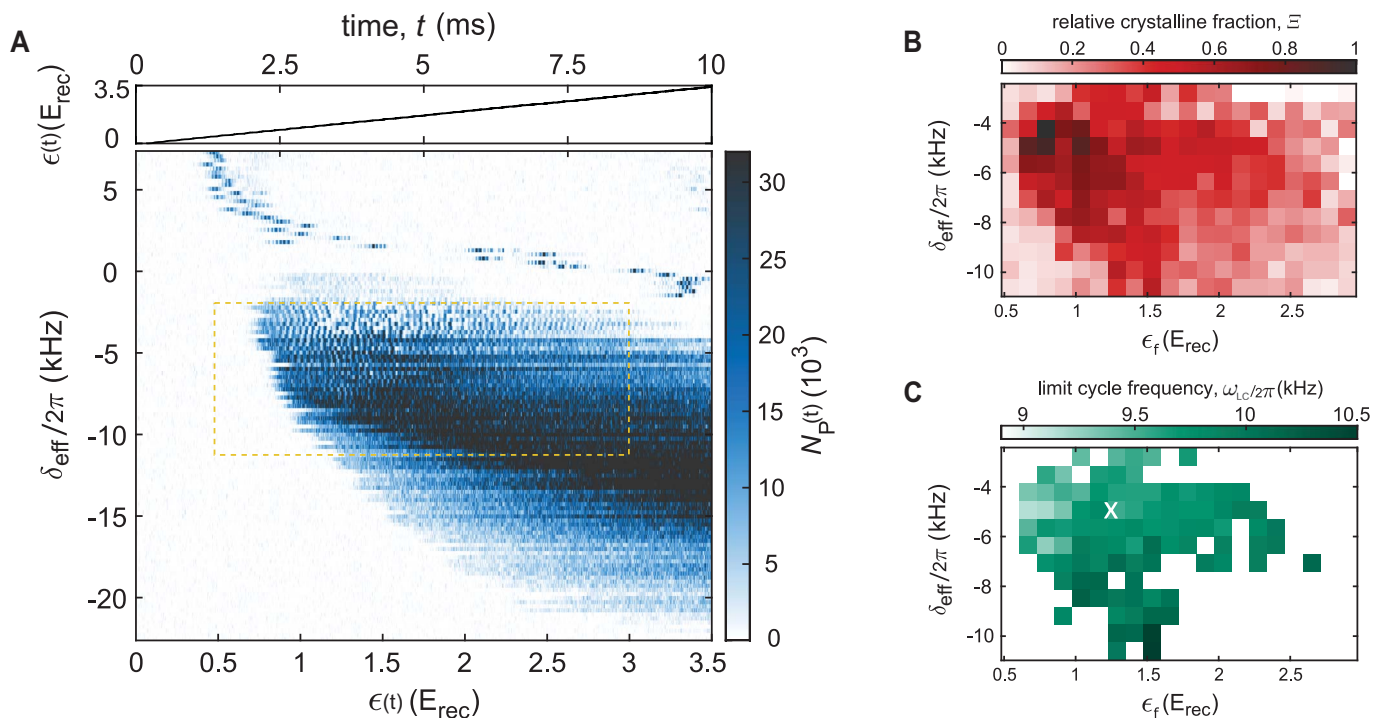 A
time, t (ms)
0 2.5 5 7.5 10
ϵ(t)(E_rec)
3.5
0
δ_eff/2π (kHz)
5
0
-5
-10
-15
-20
0 0.5 1 1.5 2 2.5 3 3.5
ϵ(t) (E_rec)
30
25
20
15
10
5
0
N_P(t) (10³)
B
relative crystalline fraction, Ξ
0 0.2 0.4 0.6 0.8 1
δ_eff/2π (kHz)
-4
-6
-8
-10
0.5 1 1.5 2 2.5
ϵ_f (E_rec)
C
limit cycle frequency, ω_LC/2π (kHz)
9 9.5 10 10.5
δ_eff/2π (kHz)
-4
-6
-8
-10
x
0.5 1 1.5 2 2.5
ϵ_f (E_rec)